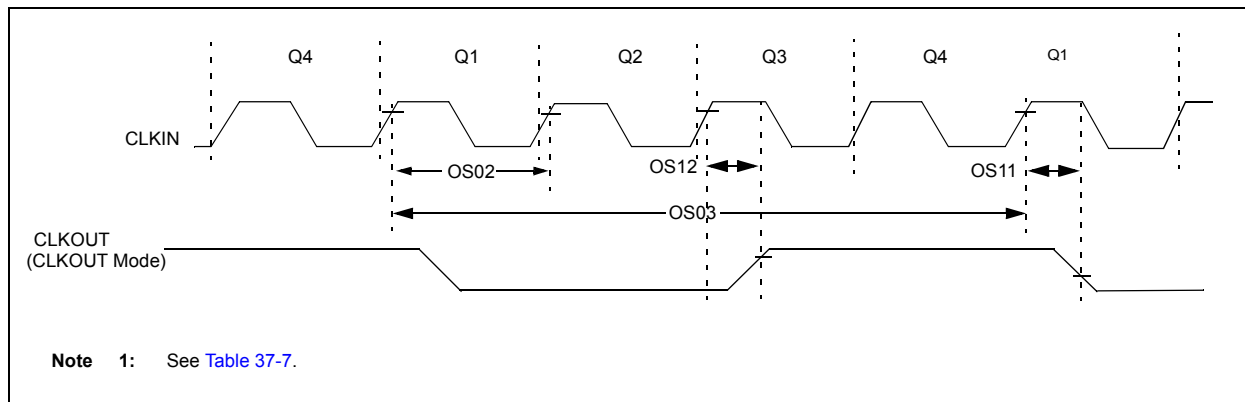 Q4 Q1 Q2 Q3 Q4 Q1
CLKIN
OS02
OS12
OS11
OS03
CLKOUT
(CLKOUT Mode)
Note 1: See Table 37-7.